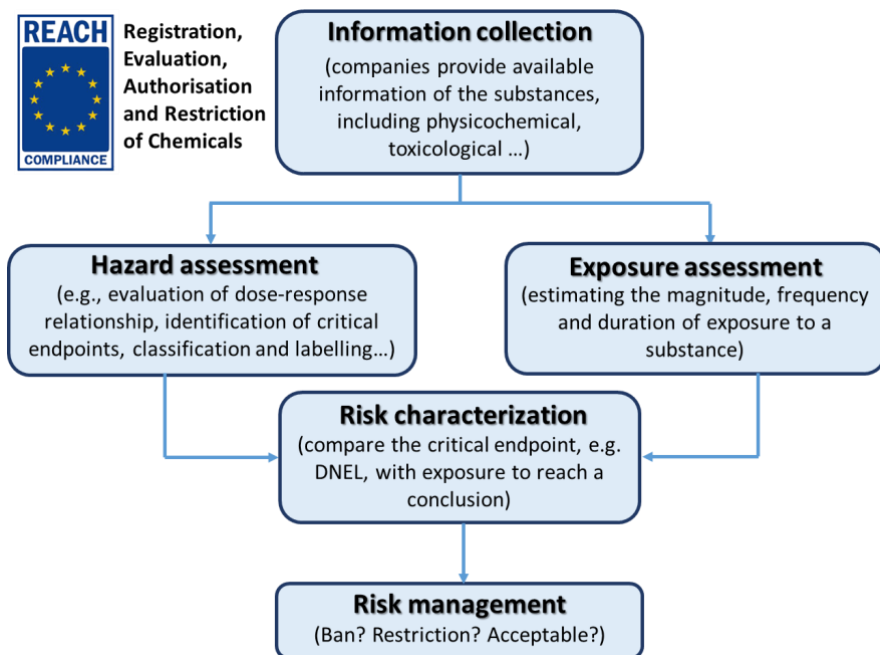 REACH
COMPLIANCE
Registration,
Evaluation,
Authorisation
and Restriction
of Chemicals
Information collection
(companies provide available
information of the substances,
including physicochemical,
toxicological ...)
Hazard assessment
(e.g., evaluation of dose-response
relationship, identification of critical
endpoints, classification and labelling...)
Exposure assessment
(estimating the magnitude, frequency
and duration of exposure to a
substance)
Risk characterization
(compare the critical endpoint, e.g.
DNEL, with exposure to reach a
conclusion)
Risk management
(Ban? Restriction? Acceptable?)